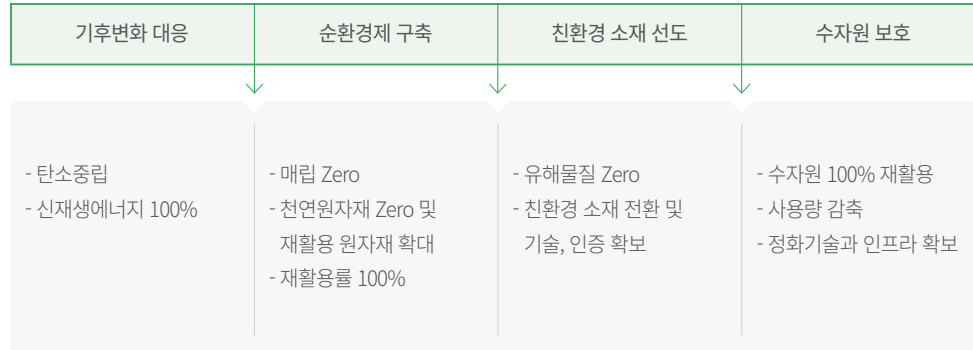 기후변화 대응
순환경제 구축
친환경 소재 선도
수자원 보호
- 탄소중립
- 신재생에너지 100%
- 매립 Zero
- 천연원자재 Zero 및
재활용 원자재 확대
- 재활용률 100%
- 유해물질 Zero
- 친환경 소재 전환 및
기술, 인증 확보
- 수자원 100% 재활용
- 사용량 감축
- 정화기술과 인프라 확보